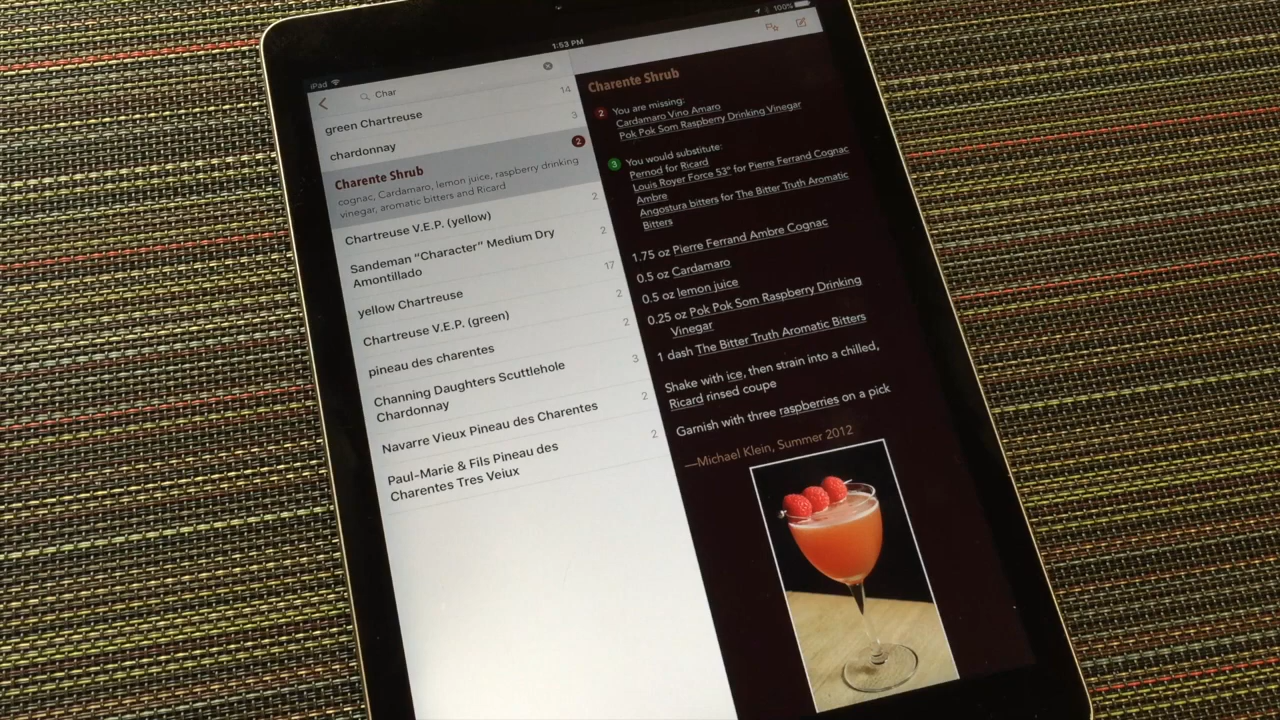 iPad
1:53 PM
100%
Char
green Chartreuse 14
chardonnay 3
Charente Shrub 2
cognac, Cardamaro, lemon juice, raspberry drinking
vinegar, aromatic bitters and Ricard
Chartreuse V.E.P. (yellow) 2
Sandeman “Character” Medium Dry 2
Amontillado
yellow Chartreuse 17
Chartreuse V.E.P. (green) 2
pineau des charentes 2
Channing Daughters Scuttlehole 3
Chardonnay
Navarre Vieux Pineau des Charentes 2
Paul-Marie & Fils Pineau des 2
Charentes Tres Veiux
Charente Shrub
2 You are missing:
Cardamaro Vino Amaro
Pok Pok Som Raspberry Drinking Vinegar
3 You would substitute:
Pernod for Ricard
Louis Royer Force 53° for Pierre Ferrand Cognac
Ambre
Angostura bitters for The Bitter Truth Aromatic
Bitters
1.75 oz Pierre Ferrand Ambre Cognac
0.5 oz Cardamaro
0.5 oz lemon juice
0.25 oz Pok Pok Som Raspberry Drinking
Vinegar
1 dash The Bitter Truth Aromatic Bitters
Shake with ice, then strain into a chilled,
Ricard rinsed coupe
Garnish with three raspberries on a pick
—Michael Klein, Summer 2012